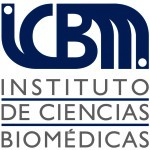 ICBM
INSTITUTO
DE CIENCIAS
BIOMÉDICAS